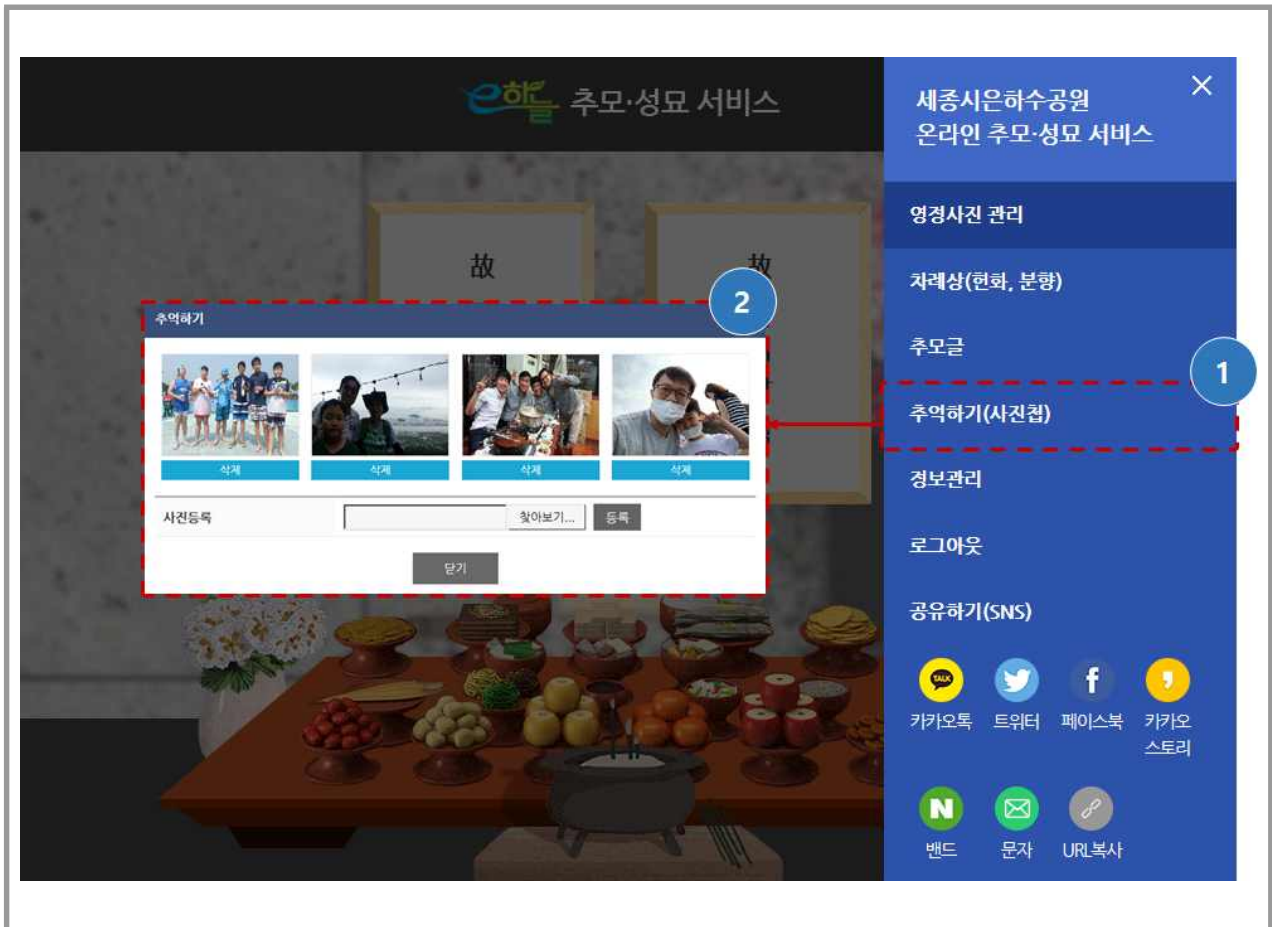 e하늘 추모·성묘 서비스
세종시은하수공원
온라인 추모·성묘 서비스
영정사진 관리
차례상(헌화, 분향)
추모글
추억하기(사진첩)
정보관리
로그아웃
공유하기(SNS)
TALK
카카오톡
트위터
페이스북
카카오
스토리
N
밴드
문자
URL복사
1
故
故
2
추억하기
삭제
삭제
삭제
삭제
사진등록
찾아보기...
등록
닫기